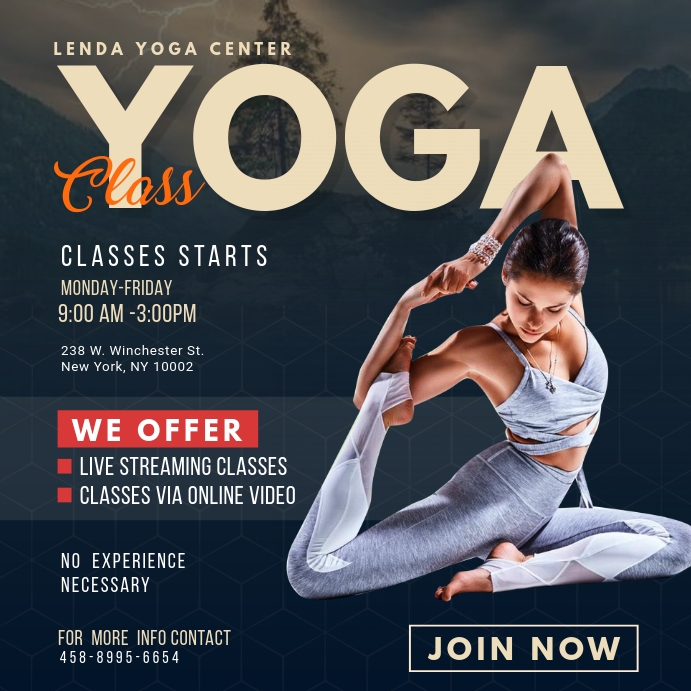 LENDA YOGA CENTER
YOGA
Class
CLASSES STARTS
MONDAY-FRIDAY
9:00 AM -3:00PM
238 W. Winchester St.
New York, NY 10002
WE OFFER
LIVE STREAMING CLASSES
CLASSES VIA ONLINE VIDEO
NO EXPERIENCE
NECESSARY
FOR MORE INFO CONTACT
458-8995-6654
JOIN NOW